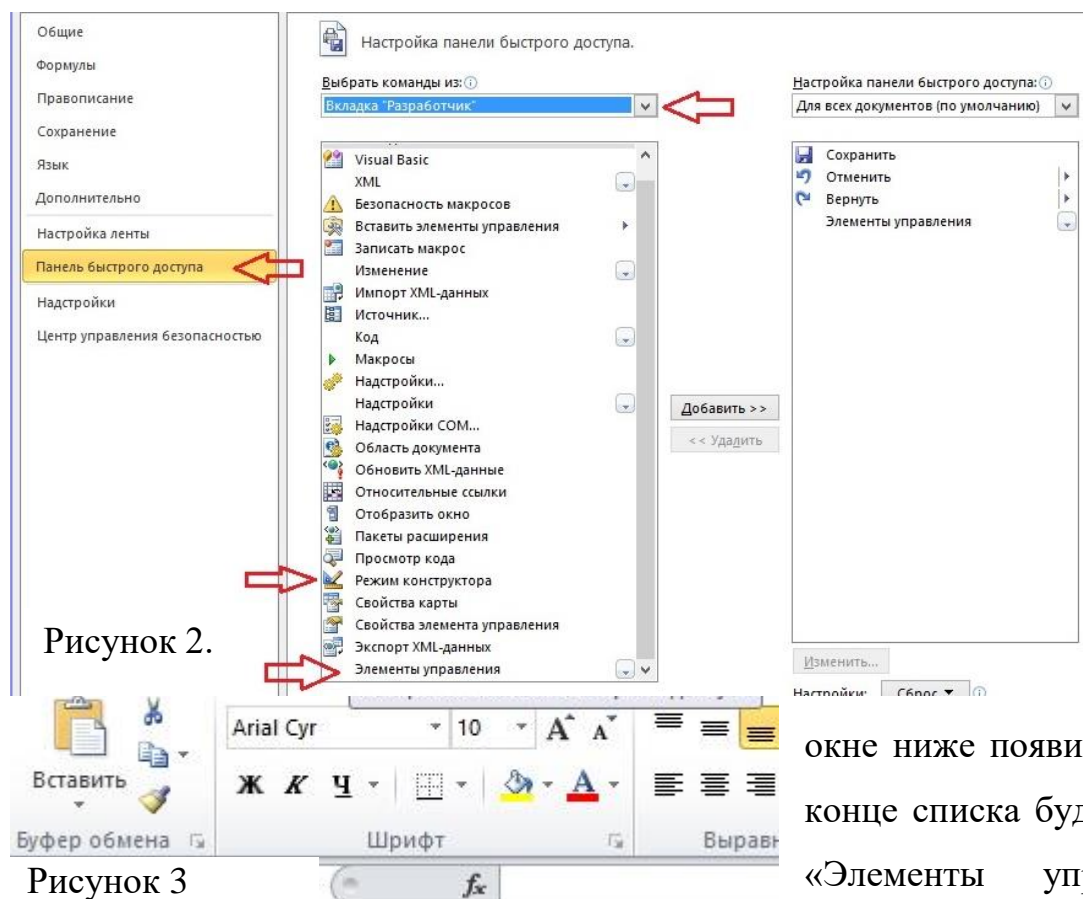 Общие
Формулы
Правописание
Сохранение
Язык
Дополнительно
Настройка ленты
Панель быстрого доступа
Надстройки
Центр управления безопасностью
Настройка панели быстрого доступа.
Выбрать команды из:
Вкладка "Разработчик"
Visual Basic
XML
Безопасность макросов
Вставить элементы управления
Записать макрос
Изменение
Импорт XML-данных
Источник...
Код
Макросы
Надстройки...
Надстройки
Надстройки COM...
Область документа
Обновить XML-данные
Относительные ссылки
Отобразить окно
Пакеты расширения
Просмотр кода
Режим конструктора
Свойства карты
Свойства элемента управления
Экспорт XML-данных
Элементы управления
Добавить >>
<< Удалить
Настройка панели быстрого доступа:
Для всех документов (по умолчанию)
Сохранить
Отменить
Вернуть
Элементы управления
Изменить...
Настройки: Сброс
Рисунок 2.
Вставить
Буфер обмена
Arial Cyr 10 A A
Ж К Ч A
Шрифт
Выравн
Рисунок 3
fx
окне ниже появи
конце списка буд
«Элементы упр